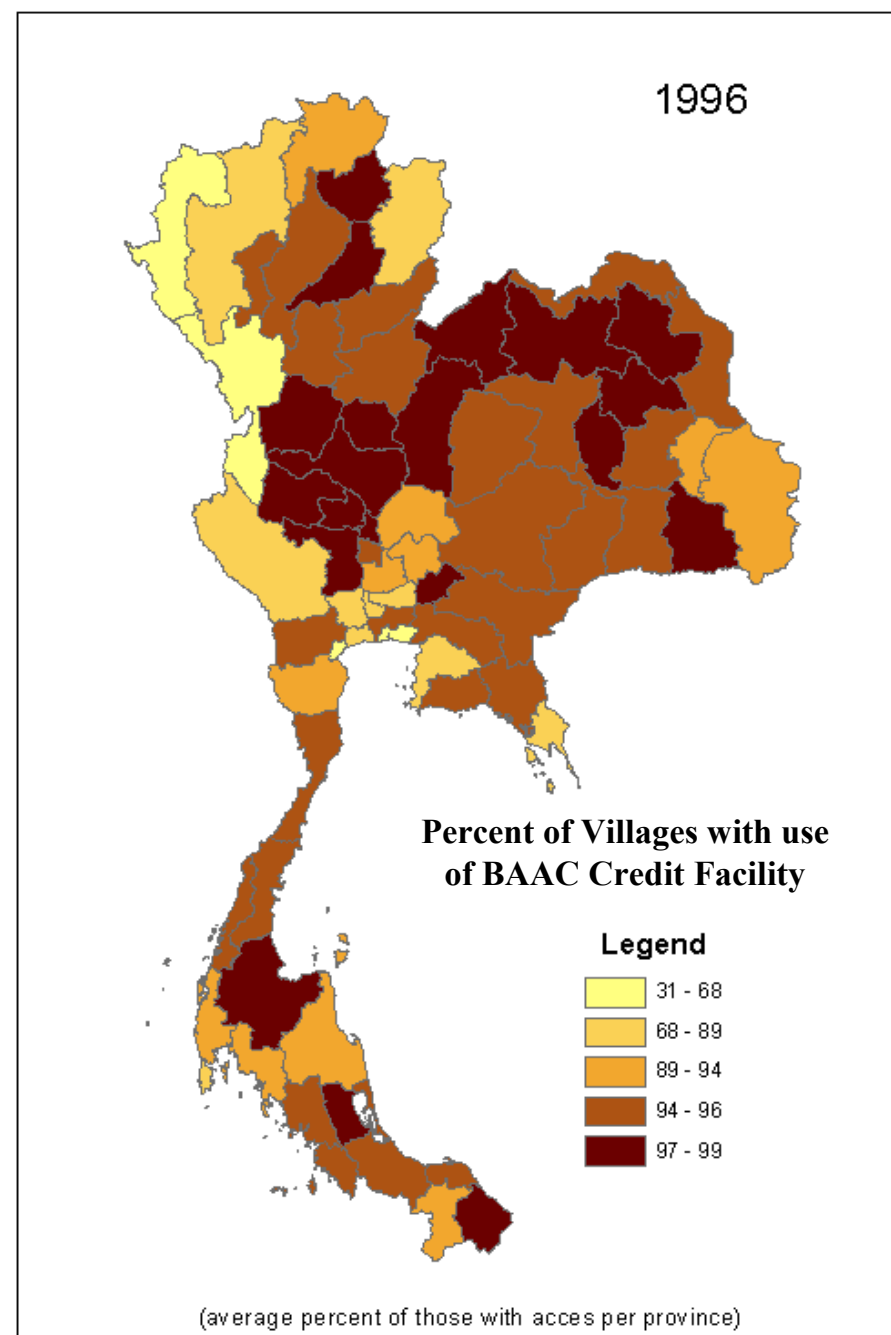 1996
Percent of Villages with use
of BAAC Credit Facility
Legend
31 - 68
68 - 89
89 - 94
94 - 96
97 - 99
(average percent of those with acces per province)